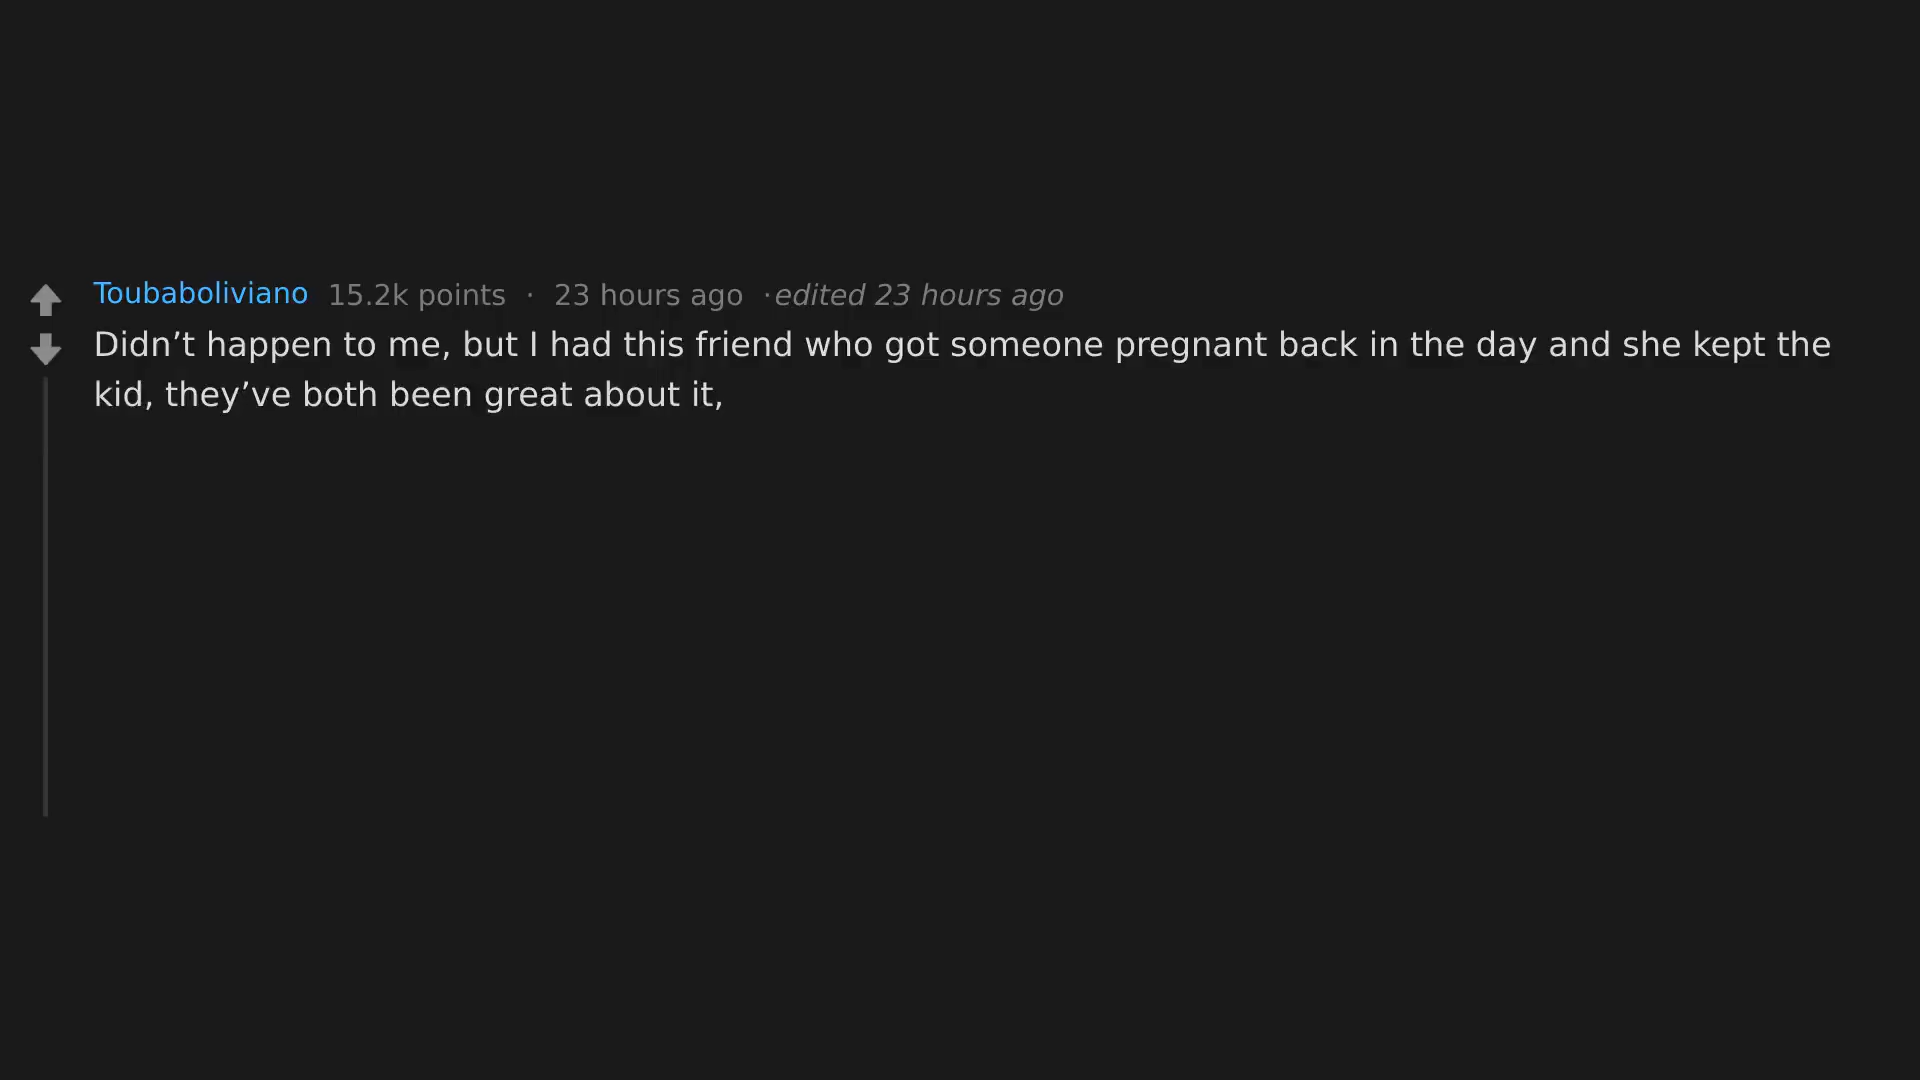 Toubaboliviano 15.2k points · 23 hours ago · edited 23 hours ago
Didn’t happen to me, but I had this friend who got someone pregnant back in the day and she kept the
kid, they’ve both been great about it,